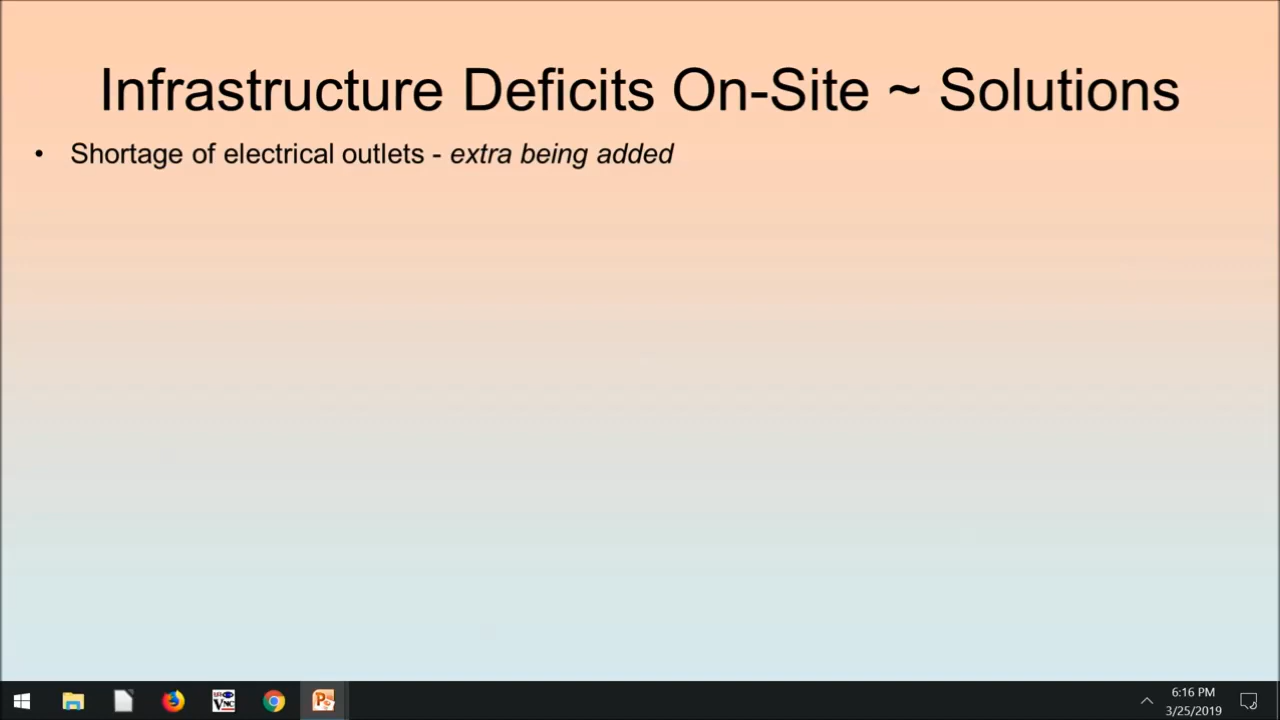 Infrastructure Deficits On-Site ~ Solutions
• Shortage of electrical outlets - extra being added
6:16 PM
3/25/2019